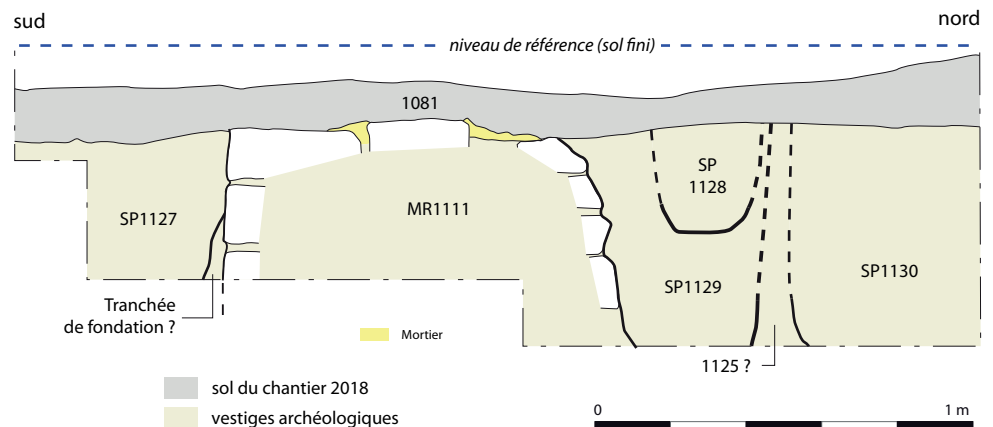 sud
nord
niveau de référence (sol fini)
1081
SP
1128
SP1127
MR1111
SP1129
SP1130
Tranchée
de fondation ?
Mortier
1125 ?
sol du chantier 2018
vestiges archéologiques
0
1 m